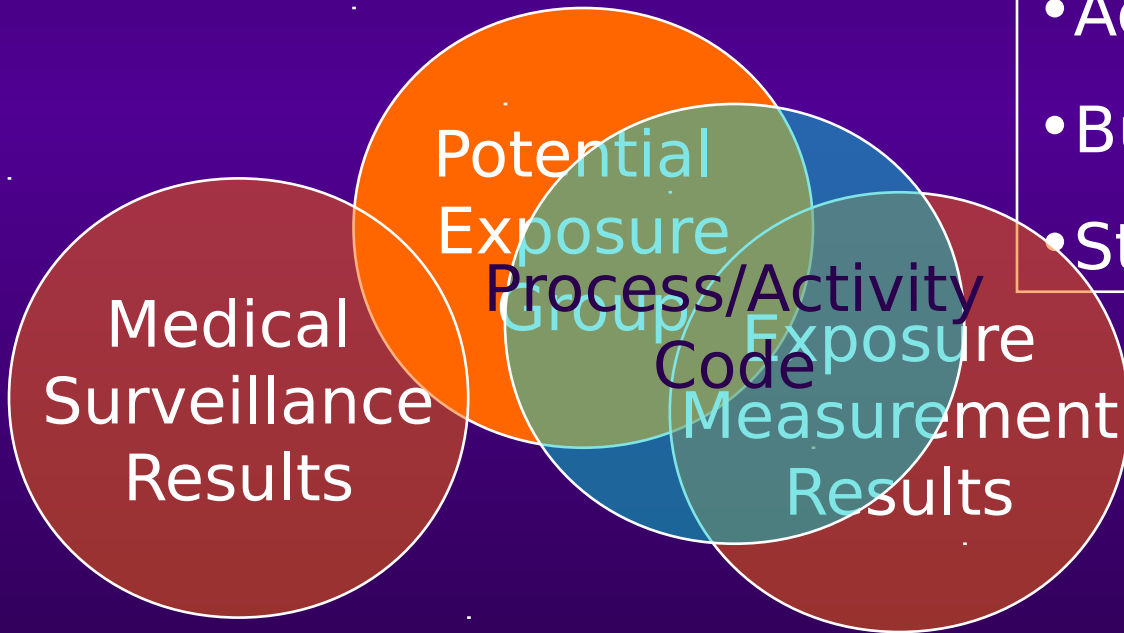 Potential
Exposure
Group
Process/Activity
Code
Medical
Surveillance
Results
Exposure
Measurement
Results